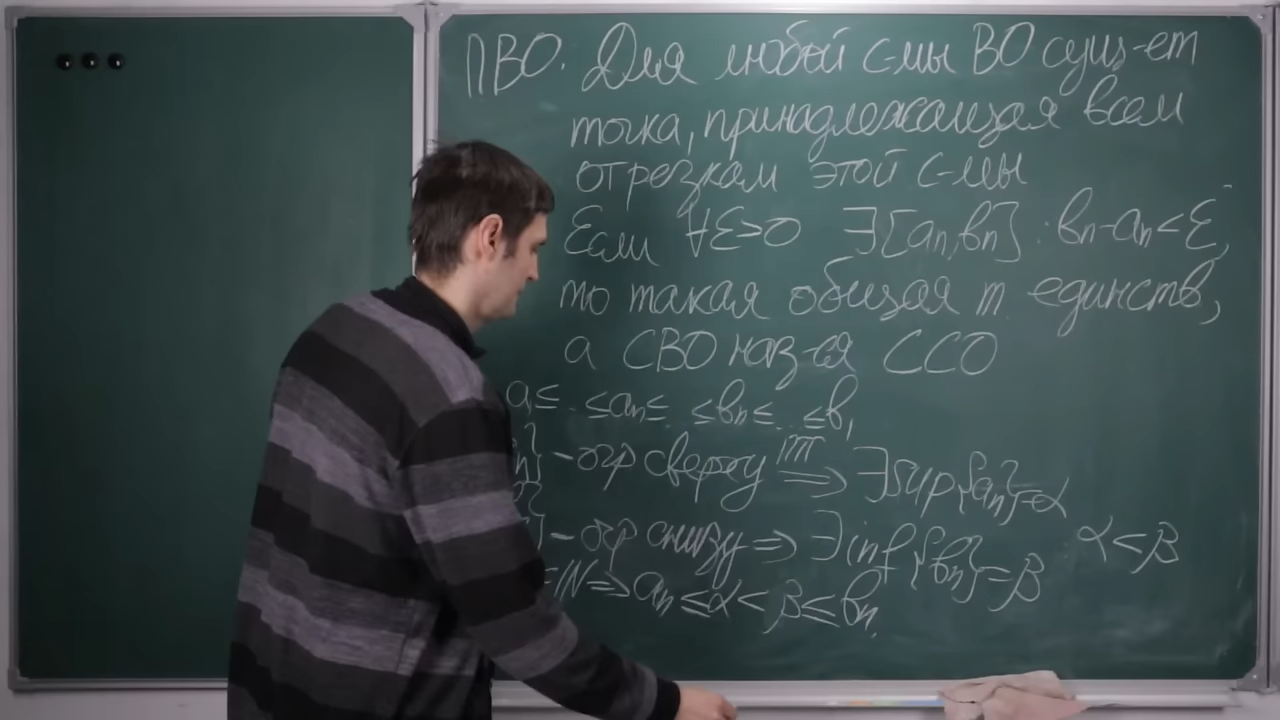 ПВО. Для любой с-мы ВО сущ-ет
точка, принадлежащая всем
отрезкам этой с-мы
Если ∀ε>0 ∃[aₙ,bₙ]: bₙ-aₙ<ε,
то такая общая т. единств,
а СВО наз-ся ССО
a₁≤...≤aₙ≤...≤bₙ≤...≤b₁
n} - огр сверху ⇒ ∃sup{aₙ}=α
} - огр снизу ⇒ ∃inf{bₙ}=β α<β
∈ℕ ⇒ aₙ≤α<β≤bₙ